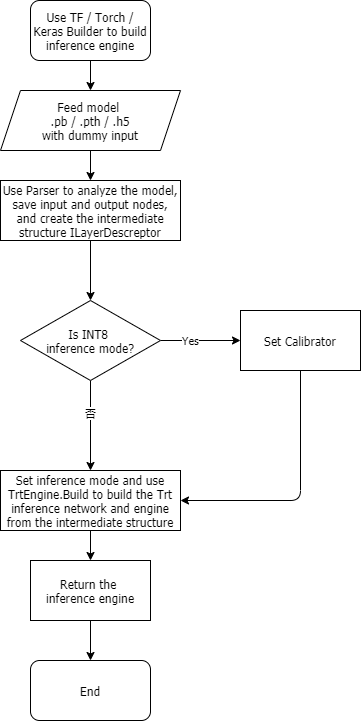 Use TF / Torch /
Keras Builder to build
inference engine
Feed model
.pb / .pth / .h5
with dummy input
Use Parser to analyze the model,
save input and output nodes,
and create the intermediate
structure ILayerDescreptor
Is INT8
inference mode?
Yes
Set Calibrator
否
Set inference mode and use
TrtEngine.Build to build the Trt
inference network and engine
from the intermediate structure
Return the
inference engine
End